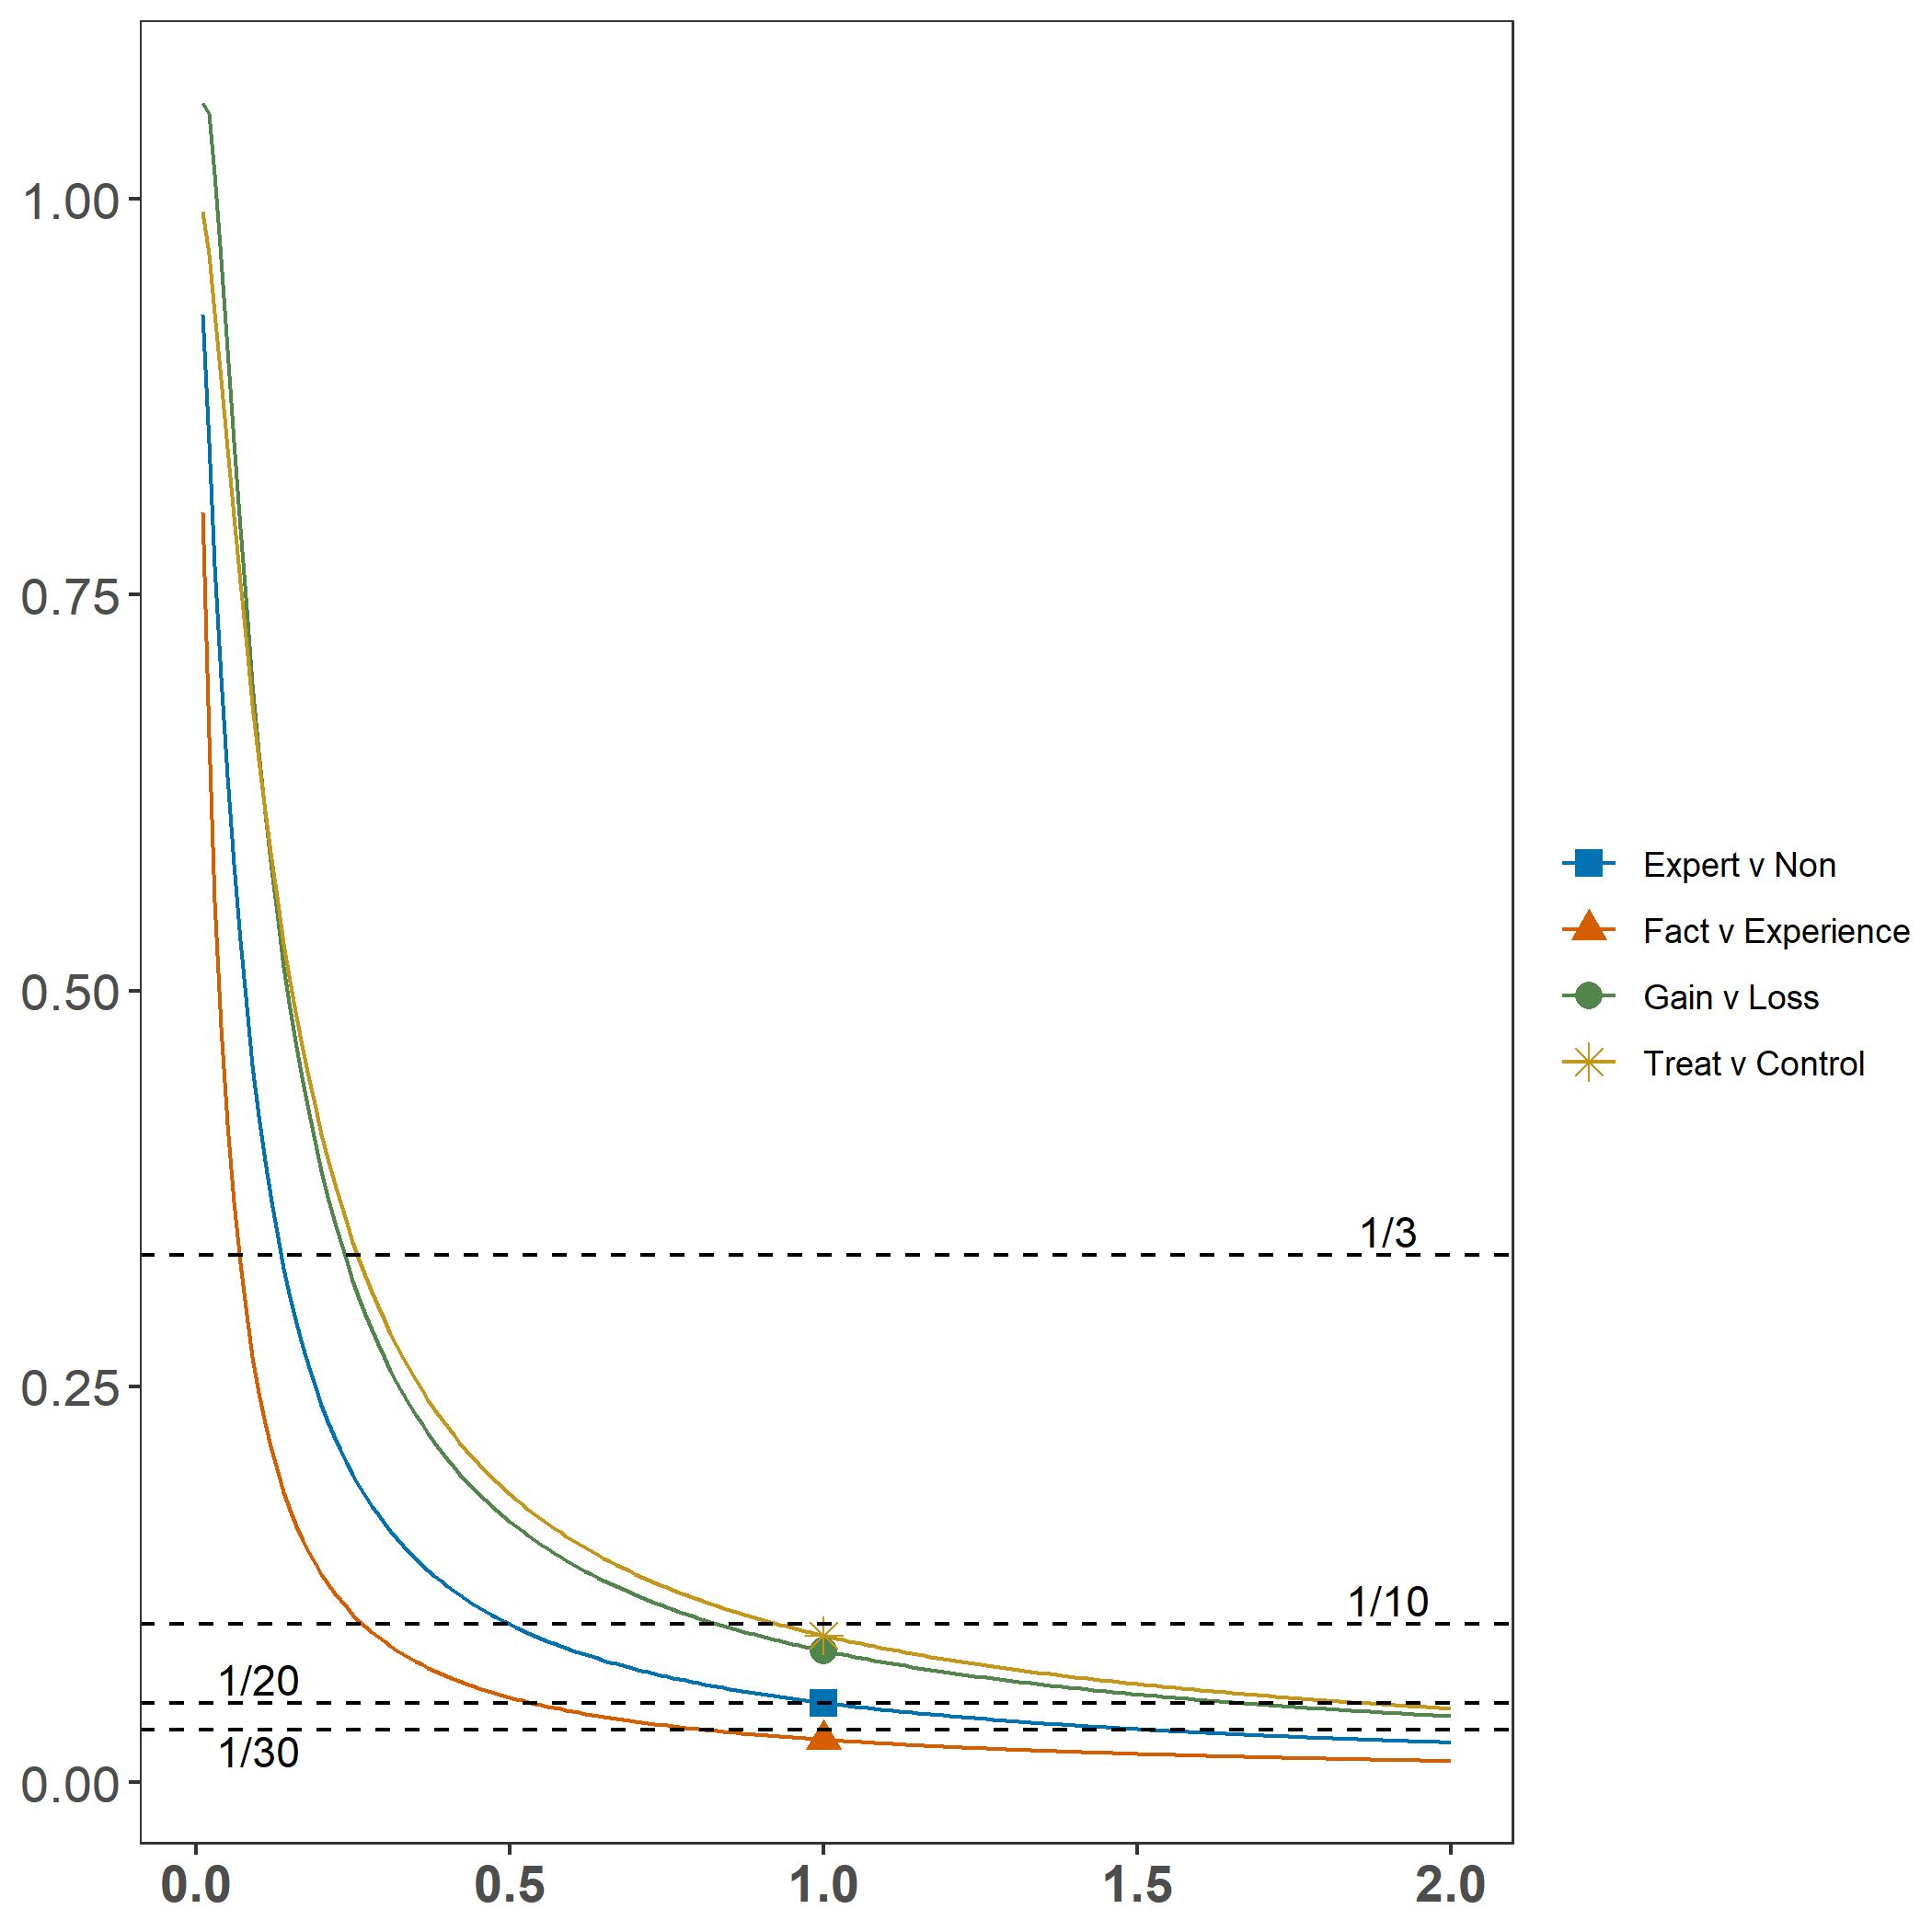 1.00
0.75
0.50
0.25
0.00
1/3
1/10
1/20
1/30
0.0 0.5 1.0 1.5 2.0
Expert v Non
Fact v Experience
Gain v Loss
Treat v Control